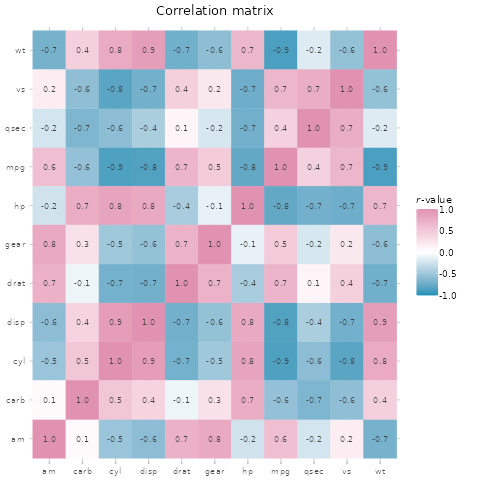 Correlation matrix
wt -0.7 0.4 0.8 0.9 -0.7 -0.6 0.7 -0.9 -0.2 -0.6 1.0
vs 0.2 -0.6 -0.8 -0.7 0.4 0.2 -0.7 0.7 0.7 1.0 -0.6
qsec -0.2 -0.7 -0.6 -0.4 0.1 -0.2 -0.7 0.4 1.0 0.7 -0.2
mpg 0.6 -0.6 -0.9 -0.8 0.7 0.5 -0.8 1.0 0.4 0.7 -0.9
hp -0.2 0.7 0.8 0.8 -0.4 -0.1 1.0 -0.8 -0.7 -0.7 0.7
gear 0.8 0.3 -0.5 -0.6 0.7 1.0 -0.1 0.5 -0.2 0.2 -0.6
drat 0.7 -0.1 -0.7 -0.7 1.0 0.7 -0.4 0.7 0.1 0.4 -0.7
disp -0.6 0.4 0.9 1.0 -0.7 -0.6 0.8 -0.8 -0.4 -0.7 0.9
cyl -0.5 0.5 1.0 0.9 -0.7 -0.5 0.8 -0.9 -0.6 -0.8 0.8
carb 0.1 1.0 0.5 0.4 -0.1 0.3 0.7 -0.6 -0.7 -0.6 0.4
am 1.0 0.1 -0.5 -0.6 0.7 0.8 -0.2 0.6 -0.2 0.2 -0.7
am carb cyl disp drat gear hp mpg qsec vs wt
r-value
1.0
0.5
0.0
-0.5
-1.0